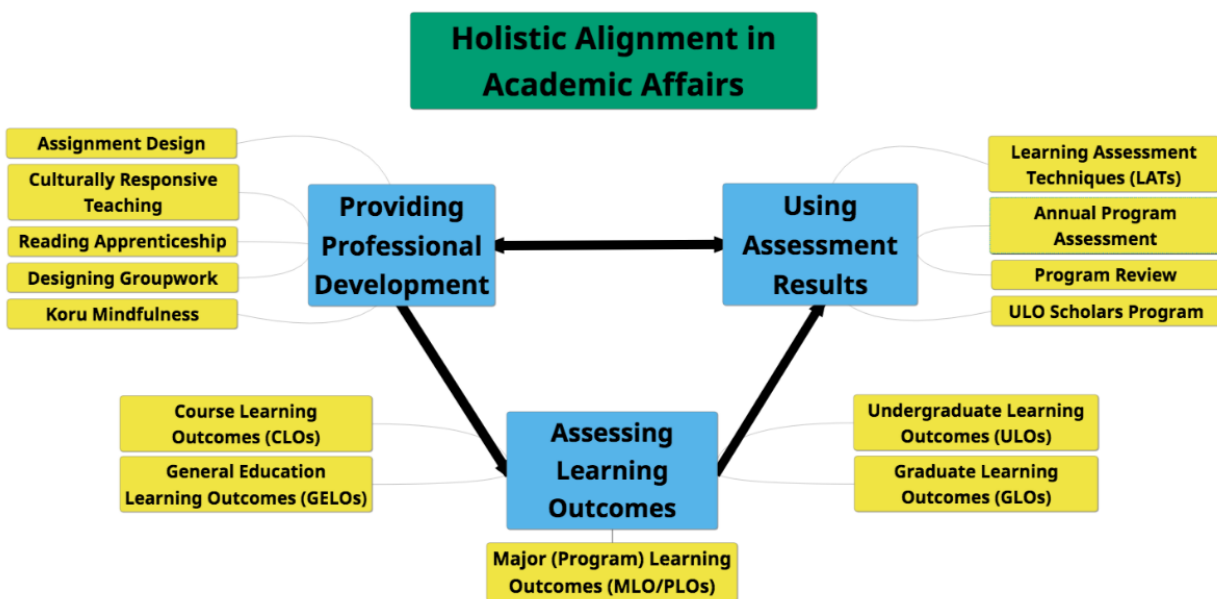 Holistic Alignment in
Academic Affairs
Assignment Design
Culturally Responsive
Teaching
Reading Apprenticeship
Designing Groupwork
Koru Mindfulness
Providing
Professional
Development
Using
Assessment
Results
Learning Assessment
Techniques (LATs)
Annual Program
Assessment
Program Review
ULO Scholars Program
Course Learning
Outcomes (CLOs)
General Education
Learning Outcomes (GELOs)
Assessing
Learning
Outcomes
Undergraduate Learning
Outcomes (ULOs)
Graduate Learning
Outcomes (GLOs)
Major (Program) Learning
Outcomes (MLO/PLOs)